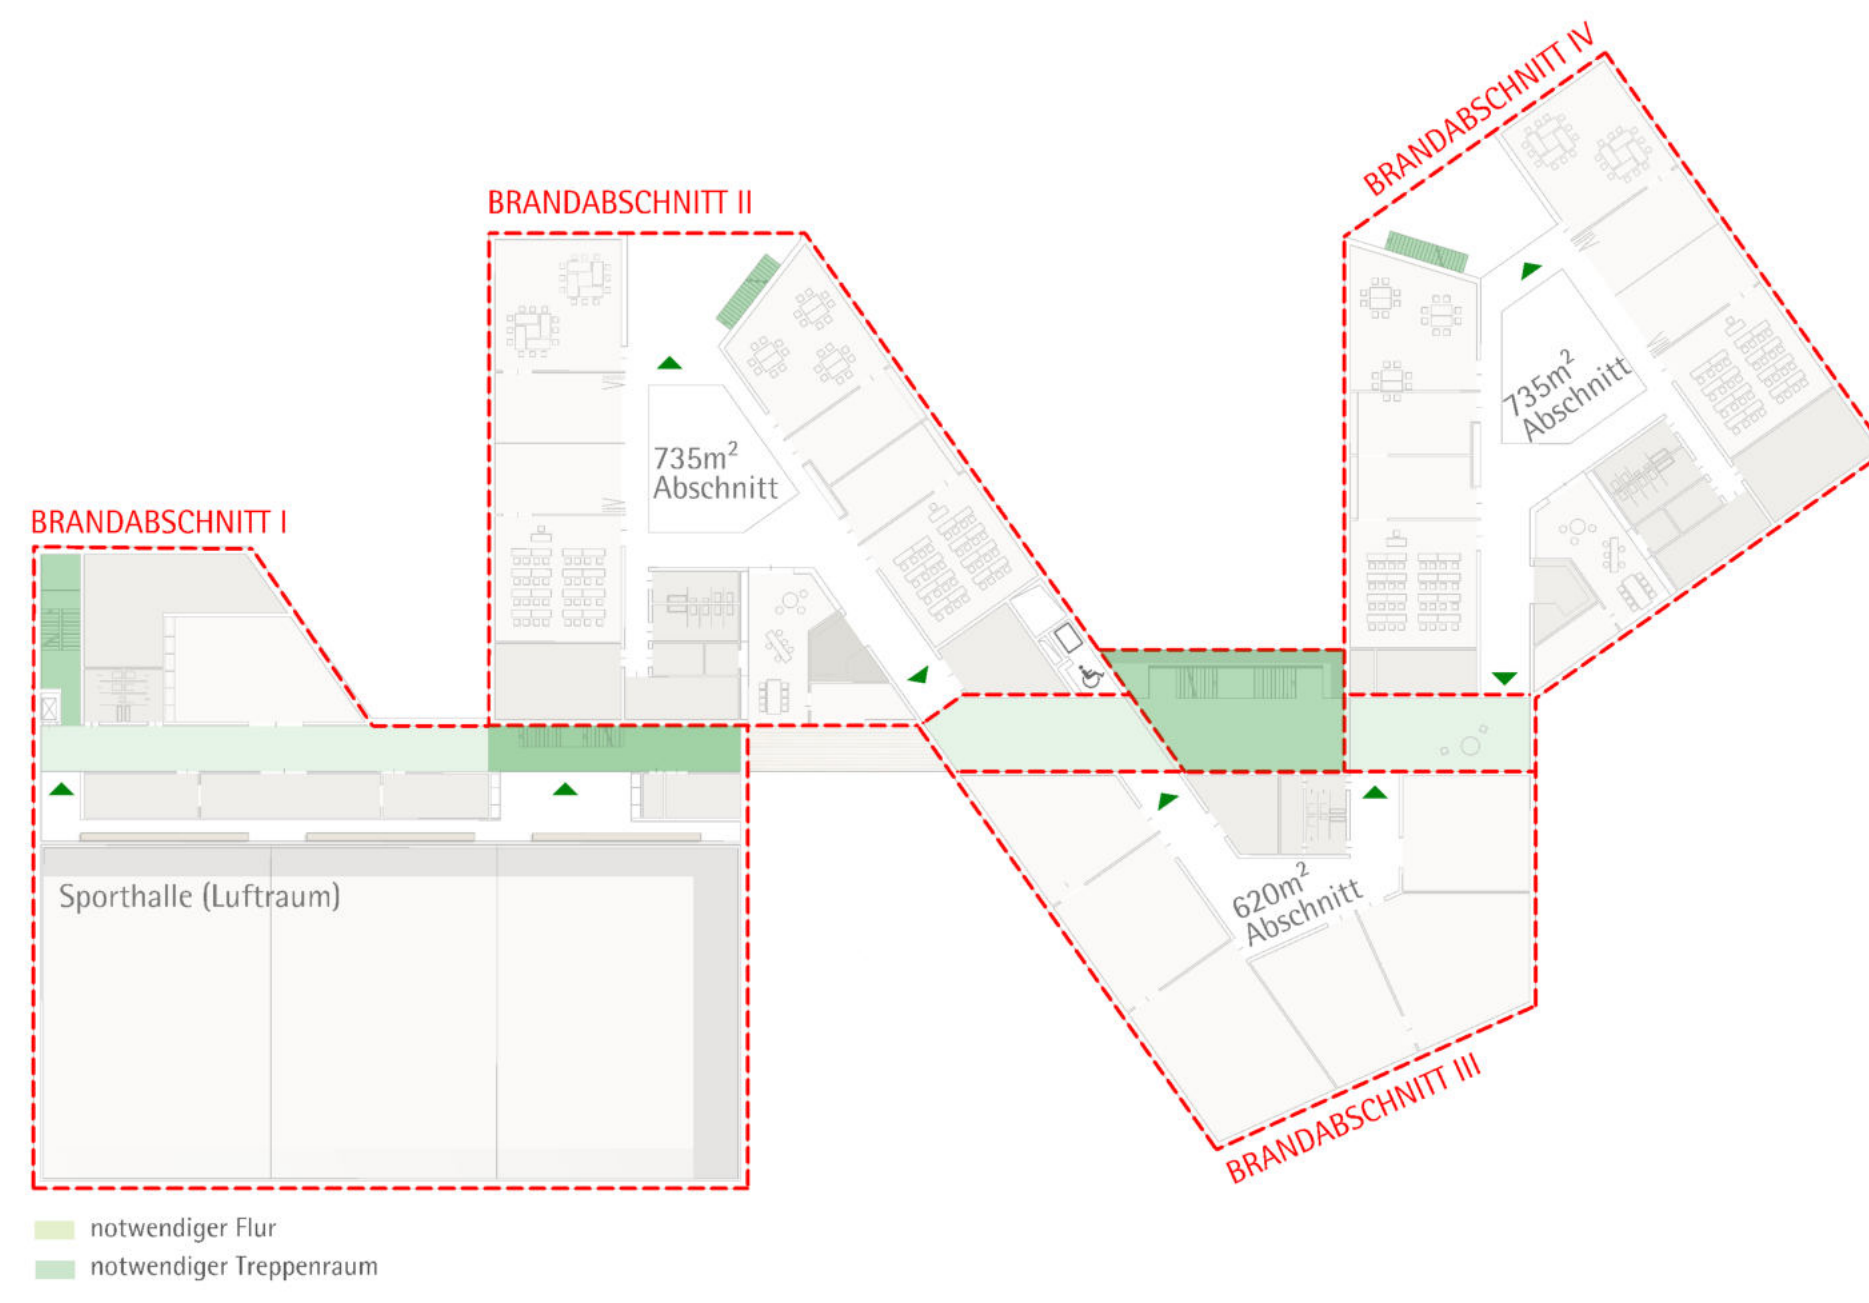 BRANDABSCHNITT IV
BRANDABSCHNITT II
735m²
Abschnitt
735m²
Abschnitt
BRANDABSCHNITT I
620m²
Abschnitt
Sporthalle (Luftraum)
BRANDABSCHNITT III
notwendiger Flur
notwendiger Treppenraum